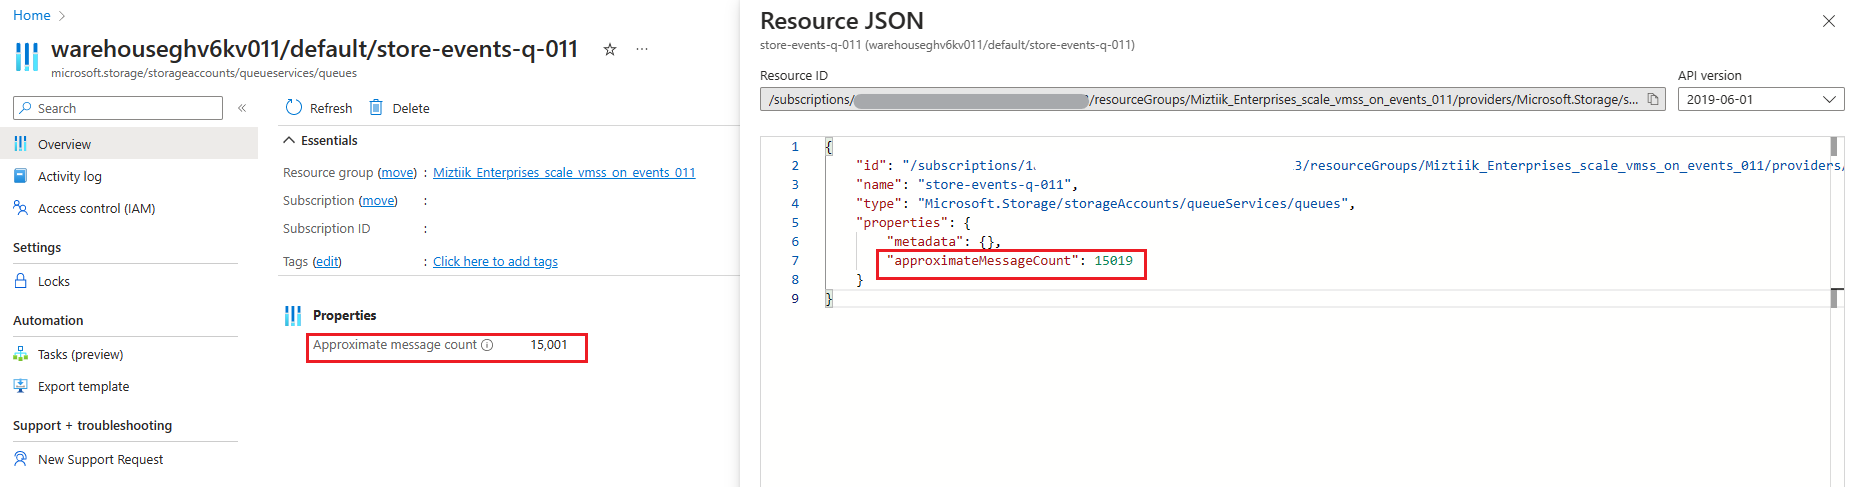 Home >
warehouseghv6kv011/default/store-events-q-011
microsoft.storage/storageaccounts/queueservices/queues
Search
«
Overview
Activity log
Access control (IAM)
Settings
Locks
Automation
Tasks (preview)
Export template
Support + troubleshooting
New Support Request
Refresh
Delete
Essentials
Resource group (move) : Miztiik_Enterprises_scale_vmss_on_events_011
Subscription (move) :
Subscription ID :
Tags (edit) : Click here to add tags
Properties
Approximate message count 15,001
Resource JSON
store-events-q-011 (warehouseghv6kv011/default/store-events-q-011)
Resource ID
/subscriptions/ /resourceGroups/Miztiik_Enterprises_scale_vmss_on_events_011/providers/Microsoft.Storage/s...
API version
2019-06-01
1 {
2 "id": "/subscriptions/1 3/resourceGroups/Miztiik_Enterprises_scale_vmss_on_events_011/providers/
3 "name": "store-events-q-011",
4 "type": "Microsoft.Storage/storageAccounts/queueServices/queues",
5 "properties": {
6 "metadata": {},
7 "approximateMessageCount": 15019
8 }
9 }